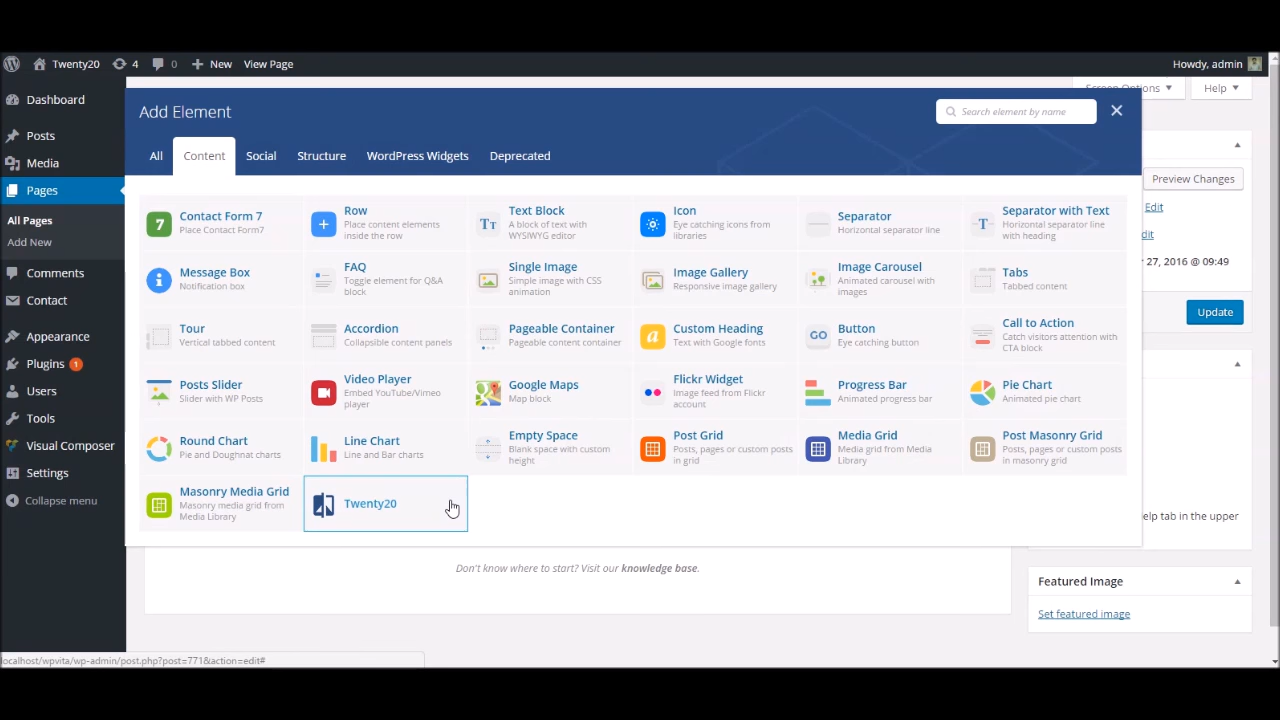 Twenty20 4 0 New View Page Howdy, admin
Dashboard
Posts
Media
Pages
All Pages
Add New
Comments
Contact
Appearance
Plugins 1
Users
Tools
Visual Composer
Settings
Collapse menu
Screen Options Help
Add Element
Search element by name
All Content Social Structure WordPress Widgets Deprecated
7
Contact Form 7
Place Contact Form7
Row
Place content elements
inside the row
TT
Text Block
A block of text with
WYSIWYG editor
Icon
Eye catching icons from
libraries
Separator
Horizontal separator line
T
Separator with Text
Horizontal separator line
with heading
Message Box
Notification box
FAQ
Toggle element for Q&A
block
Single Image
Simple image with CSS
animation
Image Gallery
Responsive image gallery
Image Carousel
Animated carousel with
images
Tabs
Tabbed content
Tour
Vertical tabbed content
Accordion
Collapsible content panels
Pageable Container
Pageable content container
a
Custom Heading
Text with Google fonts
GO
Button
Eye catching button
Call to Action
Catch visitors attention with
CTA block
Posts Slider
Slider with WP Posts
Video Player
Embed YouTube/Vimeo
player
Google Maps
Map block
Flickr Widget
Image feed from Flickr
account
Progress Bar
Animated progress bar
Pie Chart
Animated pie chart
Round Chart
Pie and Doughnat charts
Line Chart
Line and Bar charts
Empty Space
Blank space with custom
height
Post Grid
Posts, pages or custom posts
in grid
Media Grid
Media grid from Media
Library
Post Masonry Grid
Posts, pages or custom posts
in masonry grid
Masonry Media Grid
Masonry media grid from
Media Library
Twenty20
Don't know where to start? Visit our knowledge base.
Preview Changes
Edit
dit
r 27, 2016 @ 09:49
Update
elp tab in the upper
Featured Image
Set featured image
localhost/wpvita/wp-admin/post.php?post=771&action=edit#